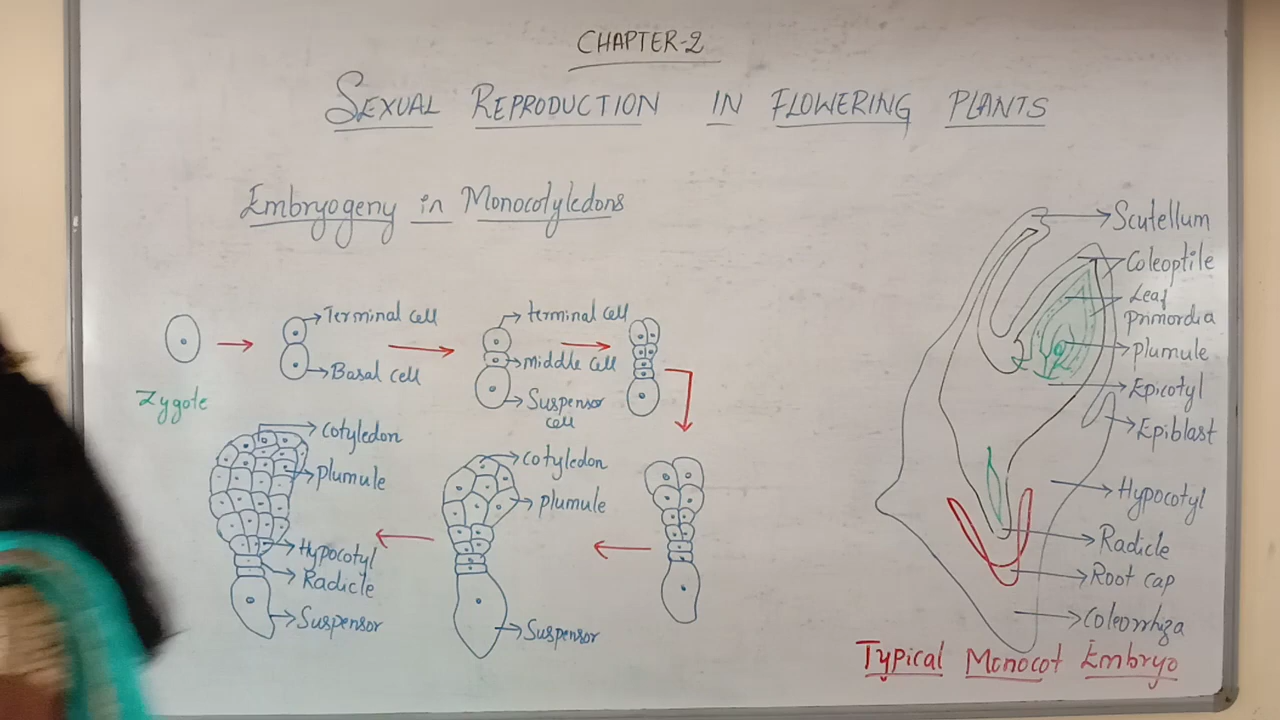 CHAPTER-2
SEXUAL REPRODUCTION IN FLOWERING PLANTS
Embryogeny in Monocotyledons
Zygote
Terminal cell
Basal cell
terminal cell
middle cell
Suspensor
cell
cotyledon
plumule
Hypocotyl
Radicle
Suspensor
cotyledon
plumule
Suspensor
Scutellum
Coleoptile
Leaf
primordia
plumule
Epicotyl
Epiblast
Hypocotyl
Radicle
Root cap
Coleorrhiza
Typical Monocot Embryo